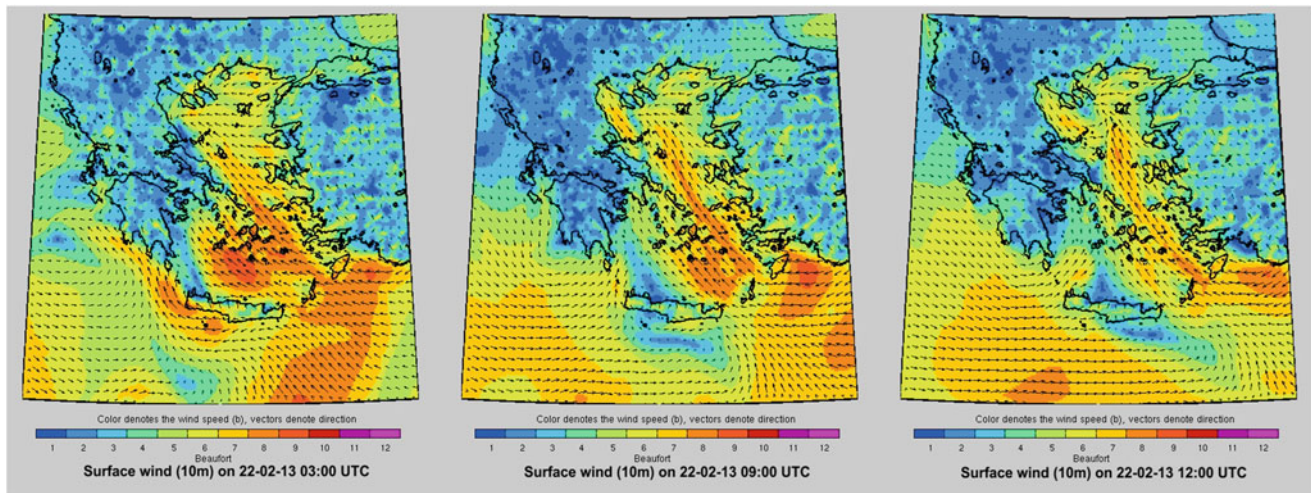 Color denotes the wind speed (b), vectors denote direction
1 2 3 4 5 6 7 8 9 10 11 12
Beaufort
Surface wind (10m) on 22-02-13 03:00 UTC
Color denotes the wind speed (b), vectors denote direction
1 2 3 4 5 6 7 8 9 10 11 12
Beaufort
Surface wind (10m) on 22-02-13 09:00 UTC
Color denotes the wind speed (b), vectors denote direction
1 2 3 4 5 6 7 8 9 10 11 12
Beaufort
Surface wind (10m) on 22-02-13 12:00 UTC